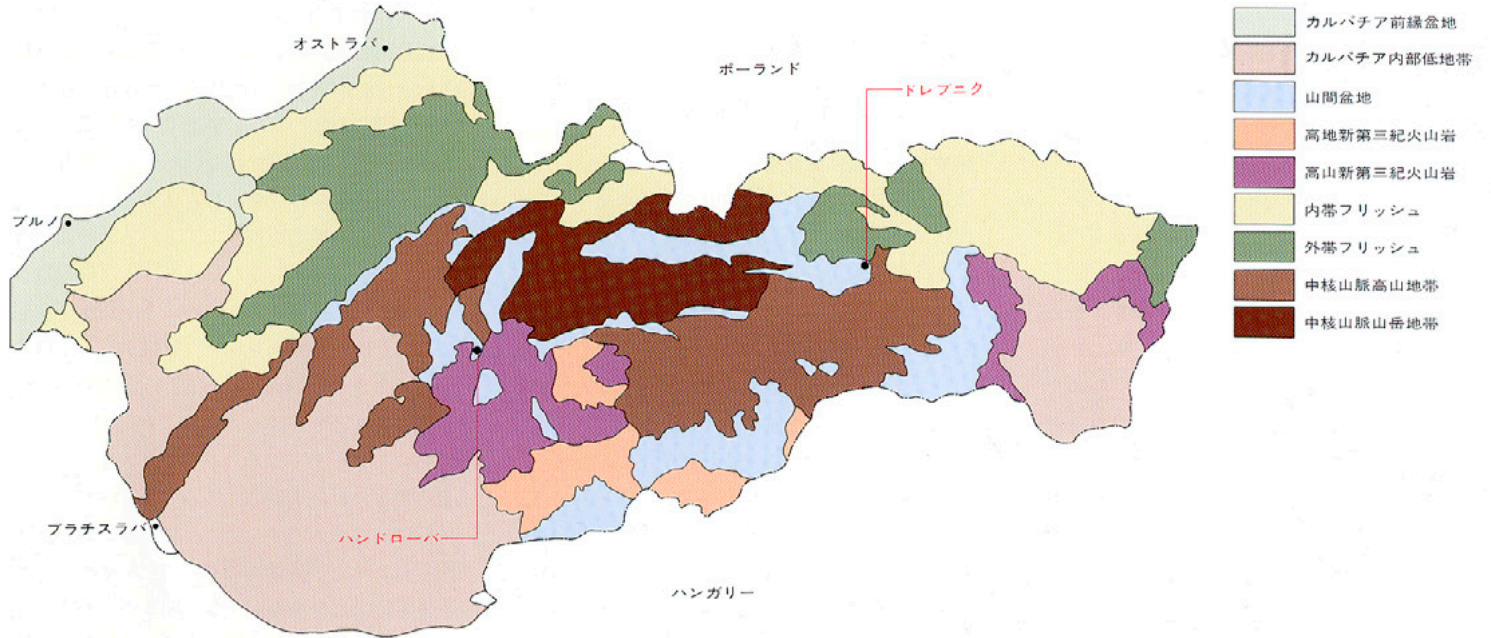 オストラバ
ポーランド
ドレブニク
ブルノ
ブラチスラバ
ハンドローバ
ハンガリー
カルパチア前縁盆地
カルパチア内部低地帯
山間盆地
高地新第三紀火山岩
高山新第三紀火山岩
内帯フリッシュ
外帯フリッシュ
中核山脈高山地帯
中核山脈山岳地帯